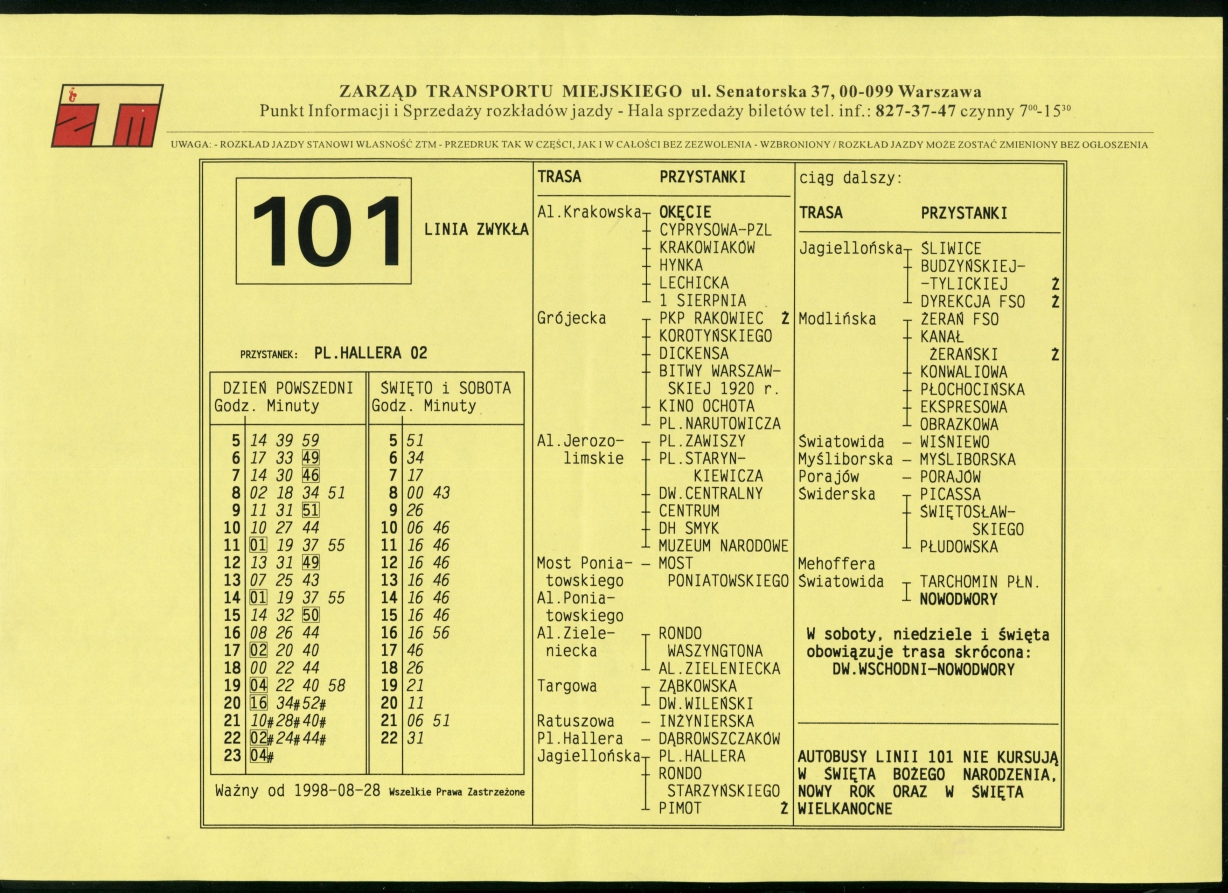 ZTM
ZARZĄD TRANSPORTU MIEJSKIEGO ul. Senatorska 37, 00-099 Warszawa
Punkt Informacji i Sprzedaży rozkładów jazdy - Hala sprzedaży biletów tel. inf.: 827-37-47 czynny 7⁰⁰-15³⁰
UWAGA: - ROZKŁAD JAZDY STANOWI WŁASNOŚĆ ZTM - PRZEDRUK TAK W CZĘŚCI, JAK I W CAŁOŚCI BEZ ZEZWOLENIA - WZBRONIONY / ROZKŁAD JAZDY MOŻE ZOSTAĆ ZMIENIONY BEZ OGŁOSZENIA
101 LINIA ZWYKŁA
PRZYSTANEK: PL.HALLERA 02
DZIEŃ POWSZEDNI
Godz. Minuty
5 14 39 59
6 17 33 49
7 14 30 46
8 02 18 34 51
9 11 31 51
10 10 27 44
11 01 19 37 55
12 13 31 49
13 07 25 43
14 01 19 37 55
15 14 32 50
16 08 26 44
17 02 20 40
18 00 22 44
19 04 22 40 58
20 16 34#52#
21 10#28#40#
22 02#24#44#
23 04#
ŚWIĘTO i SOBOTA
Godz. Minuty
5 51
6 34
7 17
8 00 43
9 26
10 06 46
11 16 46
12 16 46
13 16 46
14 16 46
15 16 46
16 16 56
17 46
18 26
19 21
20 11
21 06 51
22 31
Ważny od 1998-08-28 Wszelkie Prawa Zastrzeżone
TRASA PRZYSTANKI
Al.Krakowska OKĘCIE
CYPRYSOWA-PZL
KRAKOWIAKÓW
HYNKA
LECHICKA
1 SIERPNIA
Grójecka PKP RAKOWIEC Ż
KOROTYŃSKIEGO
DICKENSA
BITWY WARSZAW-
SKIEJ 1920 r.
KINO OCHOTA
PL.NARUTOWICZA
Al.Jerozo- PL.ZAWISZY
limskie PL.STARYN-
KIEWICZA
DW.CENTRALNY
CENTRUM
DH SMYK
MUZEUM NARODOWE
Most Ponia- – MOST
towskiego PONIATOWSKIEGO
Al.Ponia-
towskiego
Al.Ziele- RONDO
niecka WASZYNGTONA
AL.ZIELENIECKA
Targowa ZĄBKOWSKA
DW.WILEŃSKI
Ratuszowa – INŻYNIERSKA
Pl.Hallera – DĄBROWSZCZAKÓW
Jagiellońska PL.HALLERA
RONDO
STARZYŃSKIEGO
PIMOT Ż
ciąg dalszy:
TRASA PRZYSTANKI
Jagiellońska ŚLIWICE
BUDZYŃSKIEJ-
-TYLICKIEJ Ż
DYREKCJA FSO Ż
Modlińska ŻERAŃ FSO
KANAŁ
ŻERAŃSKI Ż
KONWALIOWA
PŁOCHOCIŃSKA
EKSPRESOWA
OBRAZKOWA
Światowida – WIŚNIEWO
Myśliborska – MYŚLIBORSKA
Porajów – PORAJÓW
Świderska PICASSA
ŚWIĘTOSŁAW-
SKIEGO
PŁUDOWSKA
Mehoffera
Światowida TARCHOMIN PŁN.
NOWODWORY
W soboty, niedziele i święta
obowiązuje trasa skrócona:
DW.WSCHODNI-NOWODWORY
AUTOBUSY LINII 101 NIE KURSUJĄ
W ŚWIĘTA BOŻEGO NARODZENIA,
NOWY ROK ORAZ W ŚWIĘTA
WIELKANOCNE